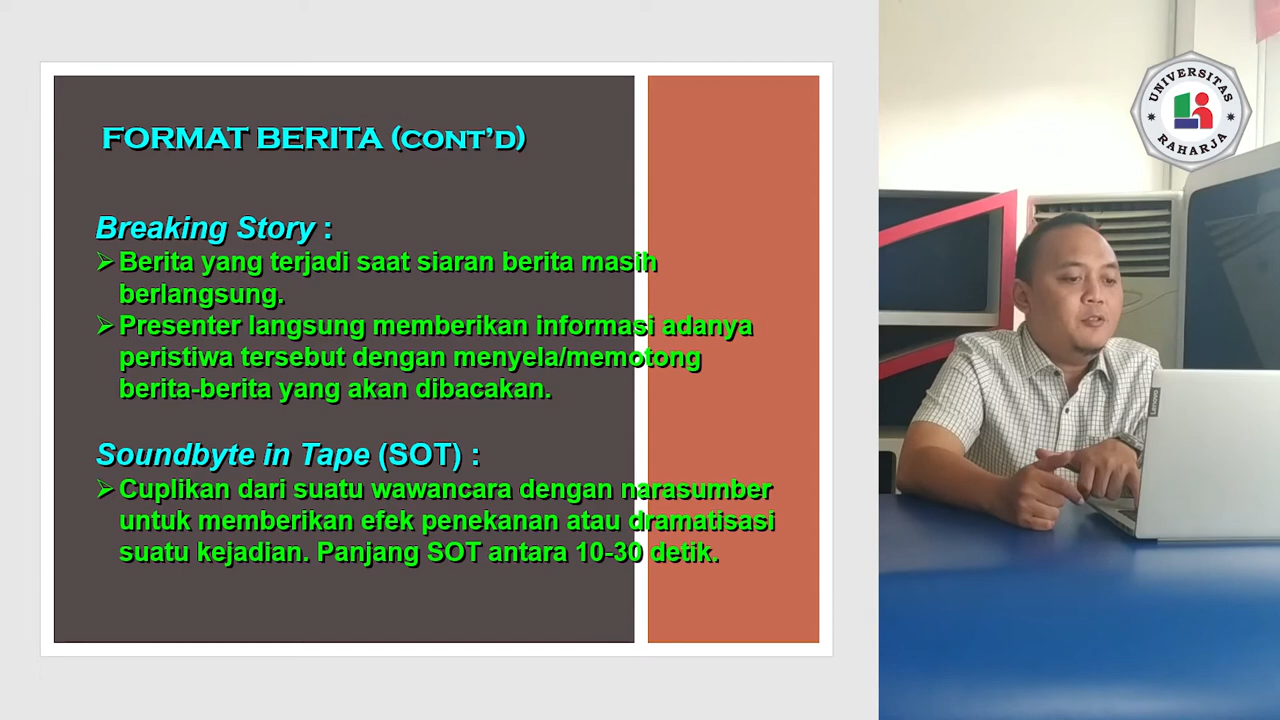 FORMAT BERITA (CONT'D)
Breaking Story :
➢Berita yang terjadi saat siaran berita masih
berlangsung.
➢Presenter langsung memberikan informasi adanya
peristiwa tersebut dengan menyela/memotong
berita-berita yang akan dibacakan.
Soundbyte in Tape (SOT) :
➢Cuplikan dari suatu wawancara dengan narasumber
untuk memberikan efek penekanan atau dramatisasi
suatu kejadian. Panjang SOT antara 10-30 detik.
UNIVERSITAS
RAHARJA
Lenovo